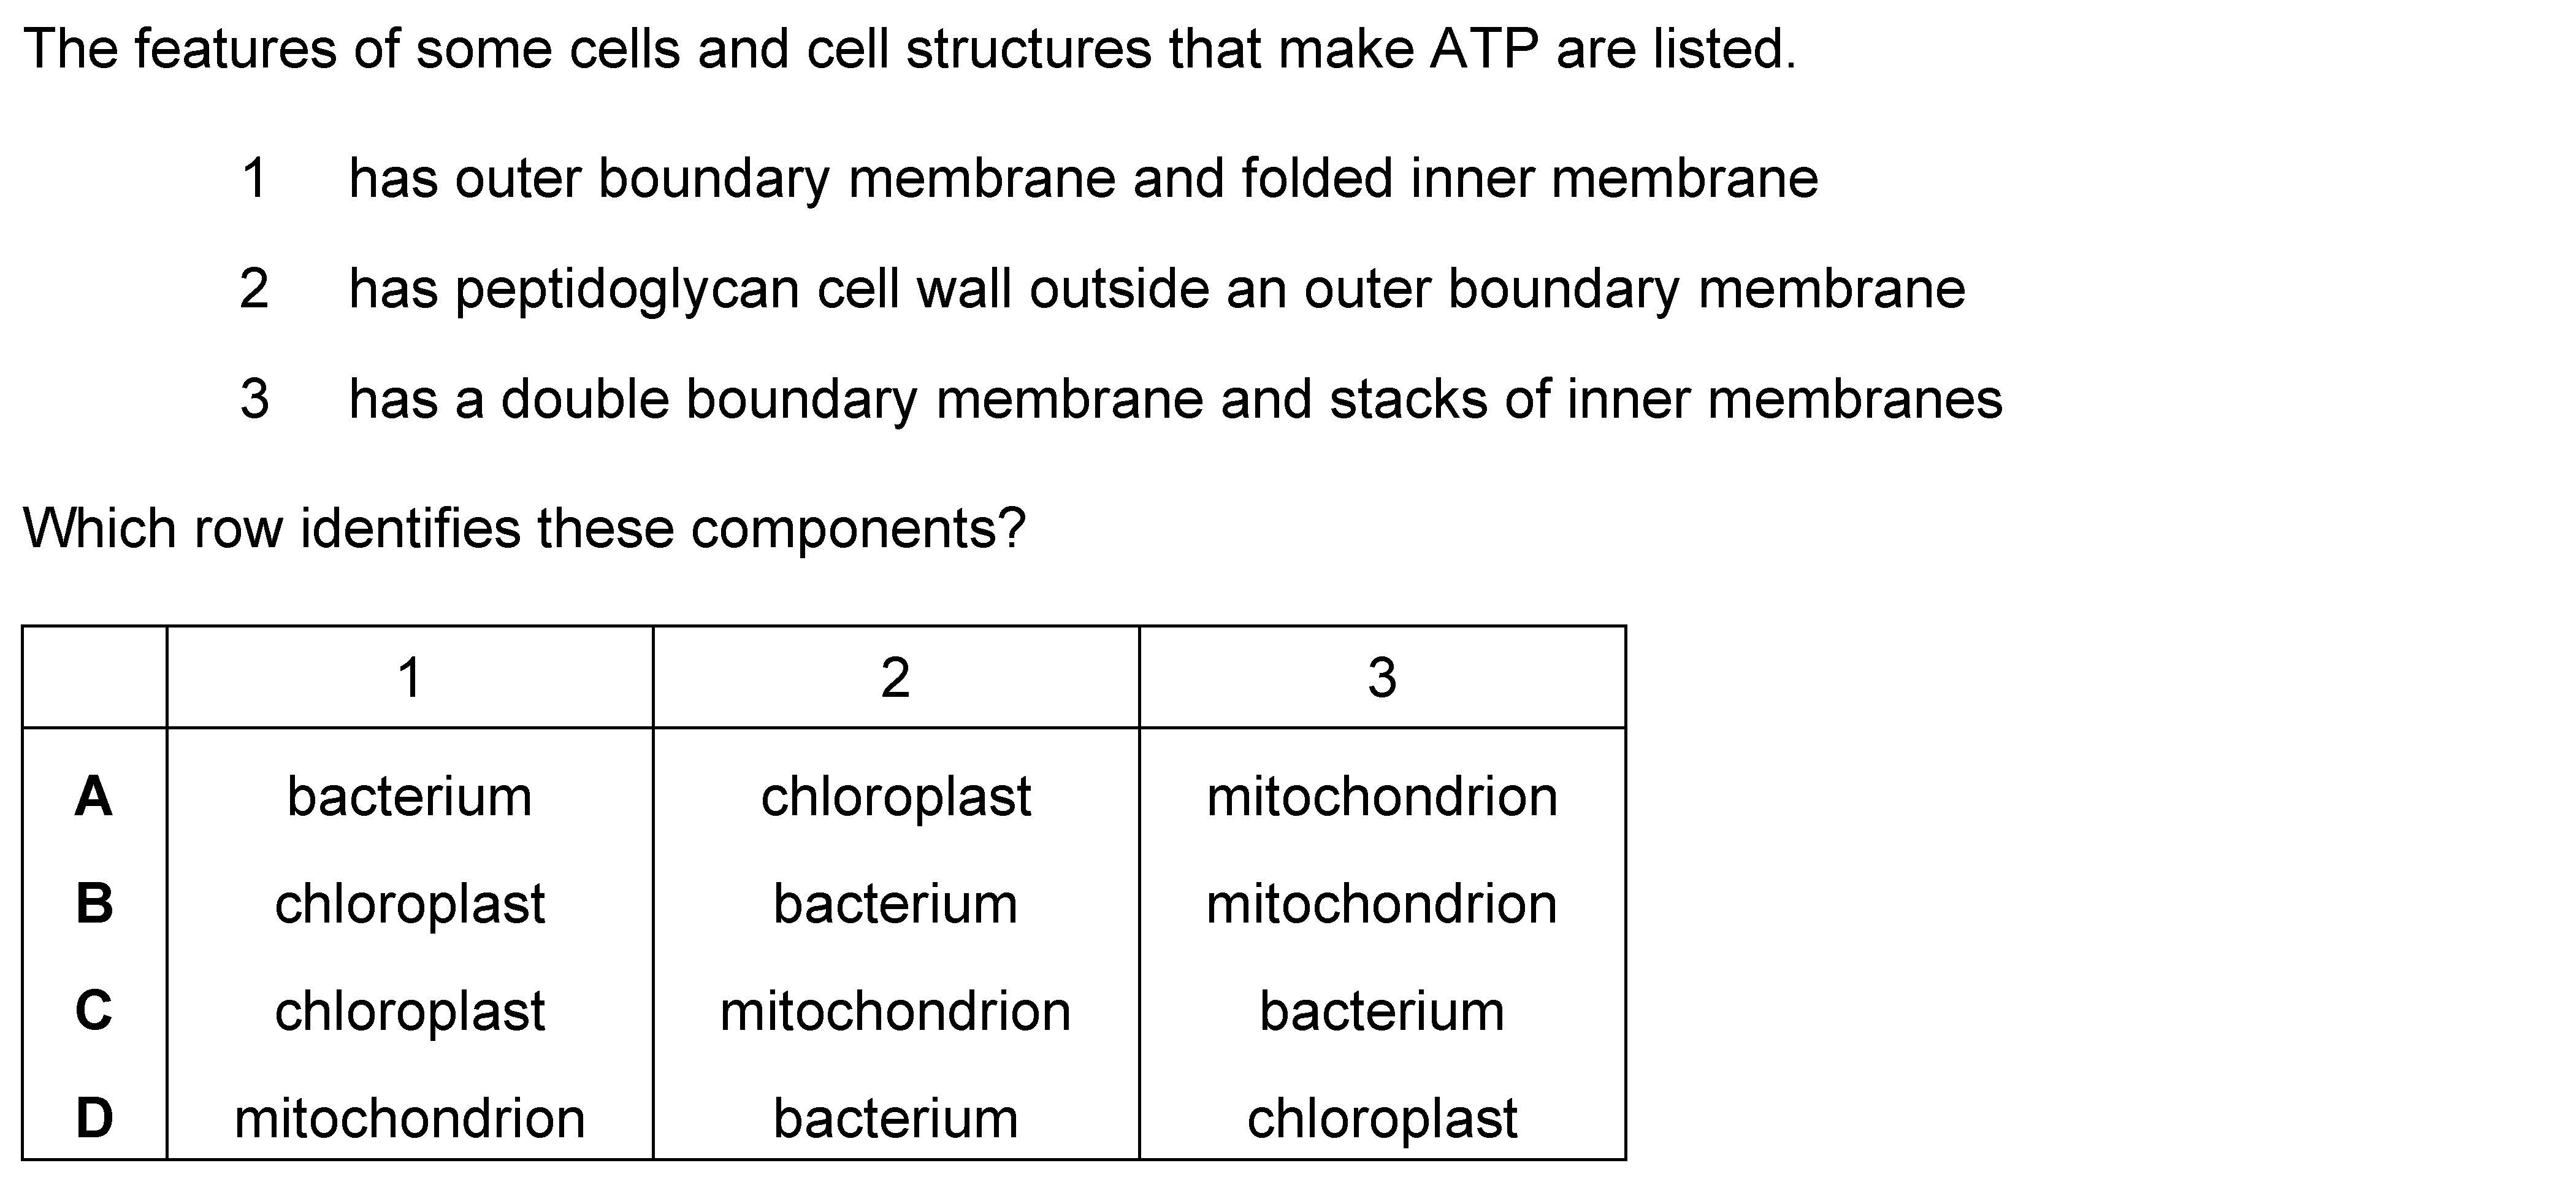 The features of some cells and cell structures that make ATP are listed.
1 has outer boundary membrane and folded inner membrane
2 has peptidoglycan cell wall outside an outer boundary membrane
3 has a double boundary membrane and stacks of inner membranes
Which row identifies these components?
1 2 3
A bacterium chloroplast mitochondrion
B chloroplast bacterium mitochondrion
C chloroplast mitochondrion bacterium
D mitochondrion bacterium chloroplast